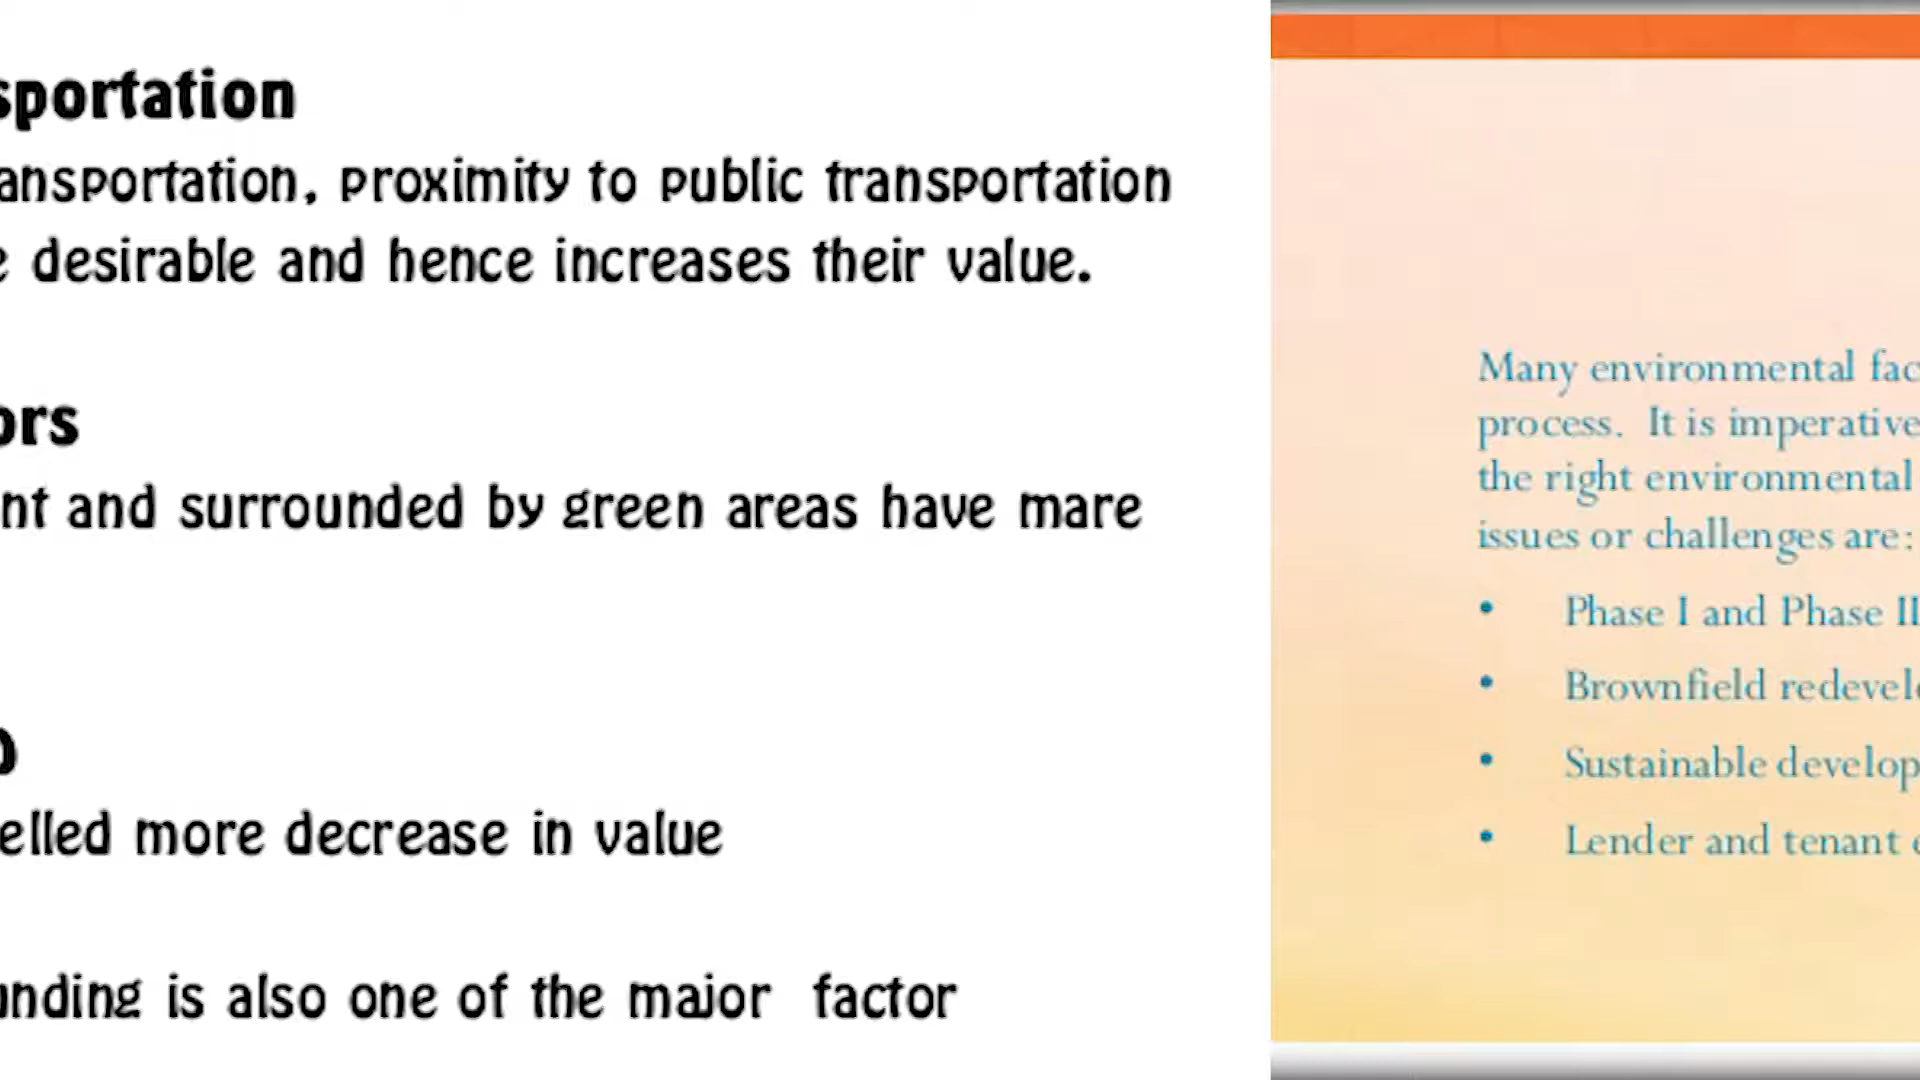 sportation
ansportation, proximity to public transportation
e desirable and hence increases their value.
ors
nt and surrounded by green areas have mare
elled more decrease in value
unding is also one of the major factor
Many environmental fac
process. It is imperative
the right environmental
issues or challenges are:
• Phase I and Phase II
• Brownfield redevel
• Sustainable develop
• Lender and tenant